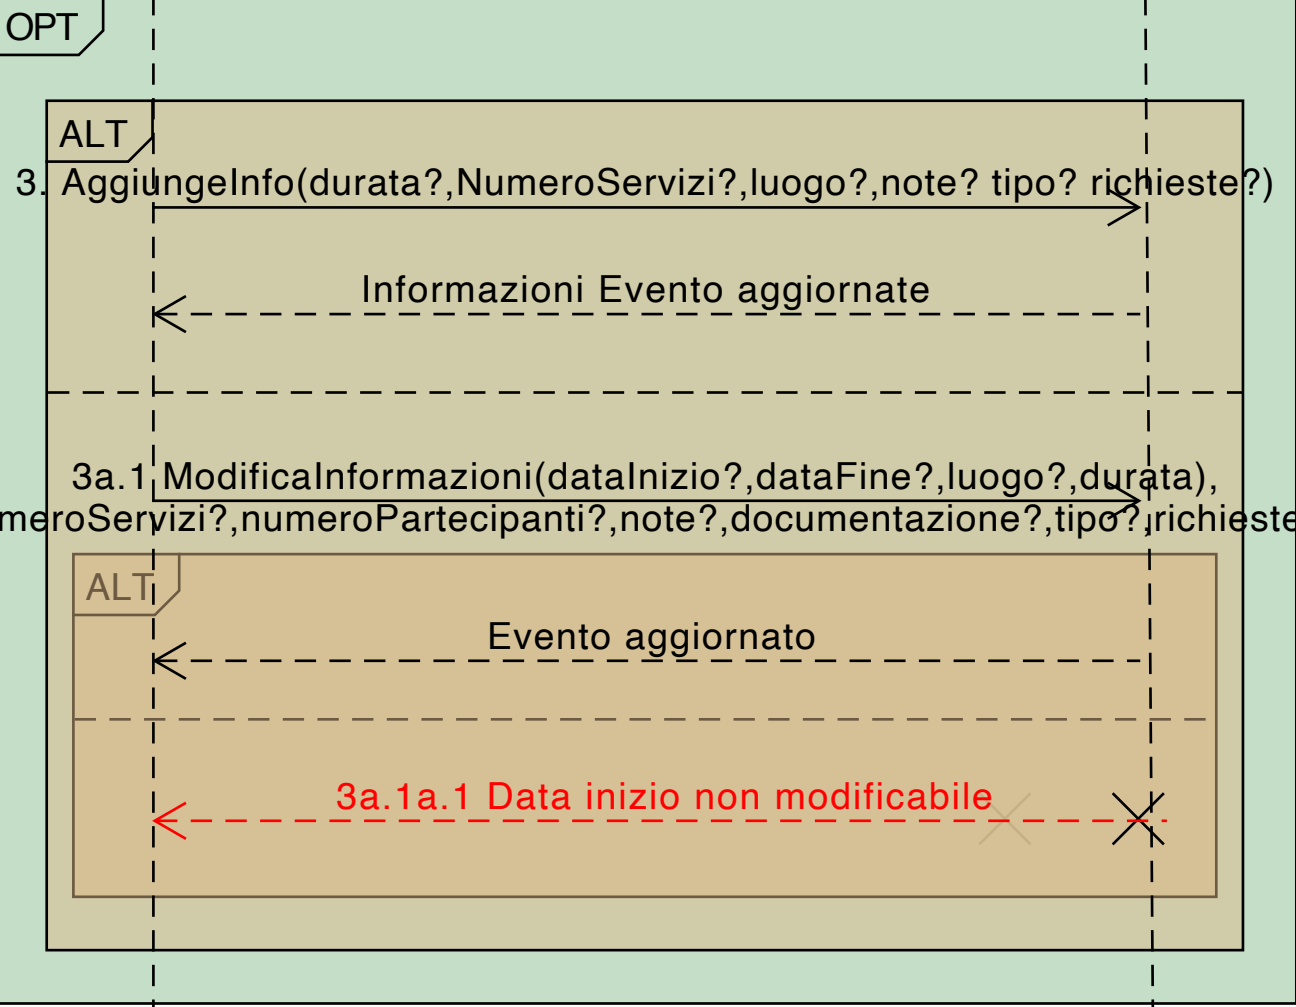 OPT
ALT
3. AggiungeInfo(durata?,NumeroServizi?,luogo?,note? tipo? richieste?)
Informazioni Evento aggiornate
3a.1 ModificaInformazioni(dataInizio?,dataFine?,luogo?,durata),
meroServizi?,numeroPartecipanti?,note?,documentazione?,tipo?,richieste
ALT
Evento aggiornato
3a.1a.1 Data inizio non modificabile